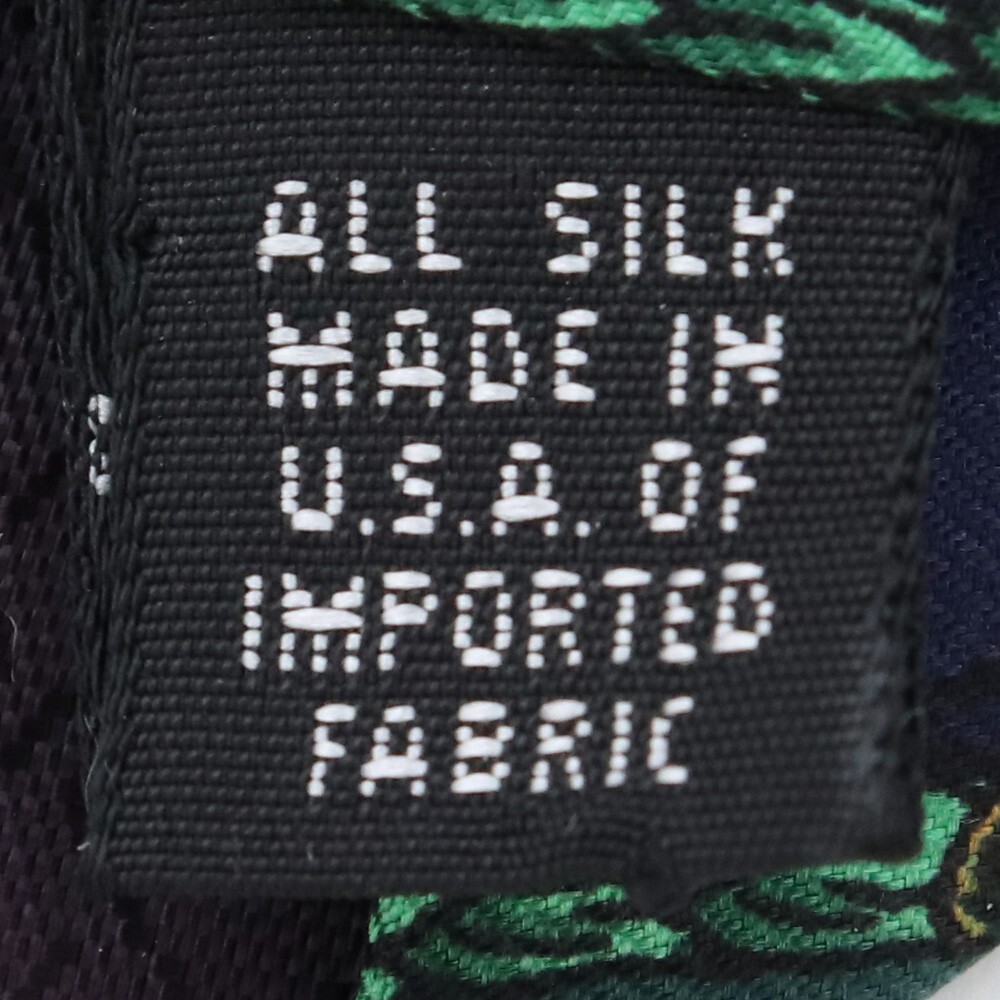 ALL SILK
MADE IN
U.S.A. OF
IMPORTED
FABRIC